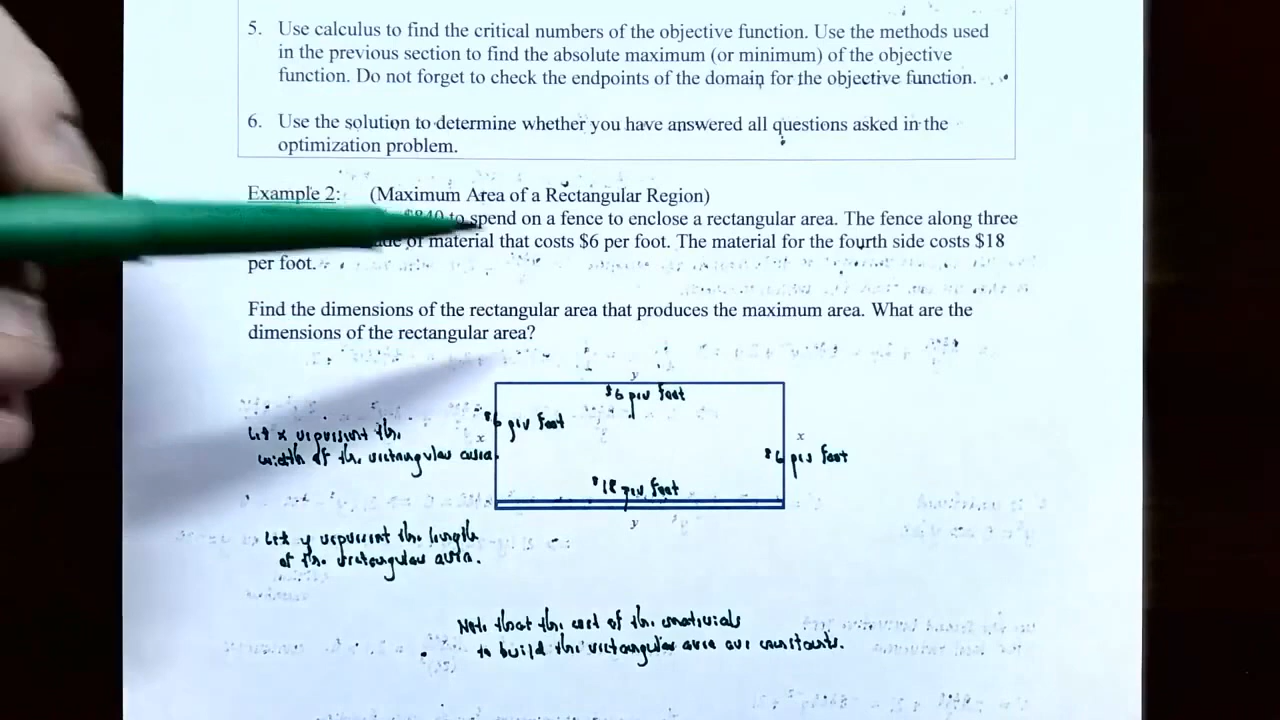 5. Use calculus to find the critical numbers of the objective function. Use the methods used
in the previous section to find the absolute maximum (or minimum) of the objective
function. Do not forget to check the endpoints of the domain for the objective function.
6. Use the solution to determine whether you have answered all questions asked in the
optimization problem.
Example 2: (Maximum Area of a Rectangular Region)
$840 to spend on a fence to enclose a rectangular area. The fence along three
of material that costs $6 per foot. The material for the fourth side costs $18
per foot.
Find the dimensions of the rectangular area that produces the maximum area. What are the
dimensions of the rectangular area?
y
$6 per foot
$6 per foot
Let x represent the
x
x
width of the rectangular area.
$6 per foot
$18 per foot
y
Let y represent the length
of the rectangular area.
Note that the cost of the materials
to build the rectangular area are constants.